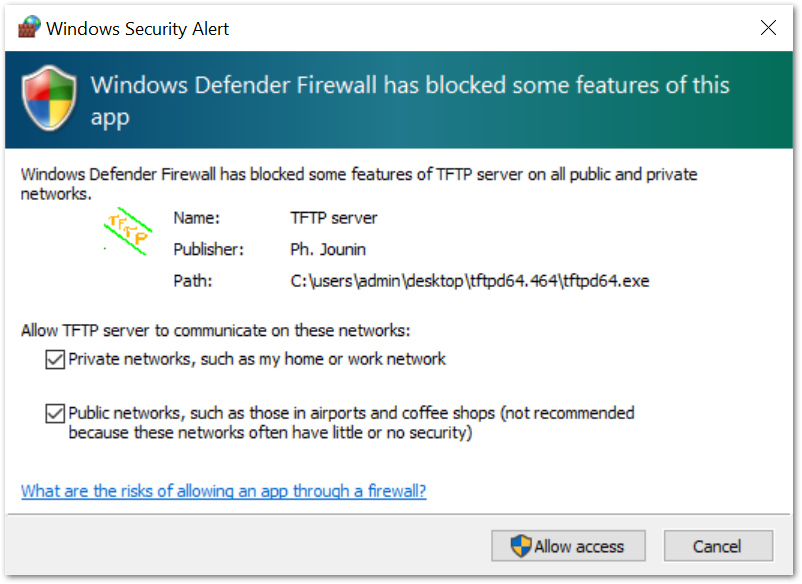 Windows Security Alert
Windows Defender Firewall has blocked some features of this
app
Windows Defender Firewall has blocked some features of TFTP server on all public and private
networks.
TFTP
Name: TFTP server
Publisher: Ph. Jounin
Path: C:\users\admin\desktop\tftpd64.464\tftpd64.exe
Allow TFTP server to communicate on these networks:
Private networks, such as my home or work network
Public networks, such as those in airports and coffee shops (not recommended
because these networks often have little or no security)
What are the risks of allowing an app through a firewall?
Allow access Cancel